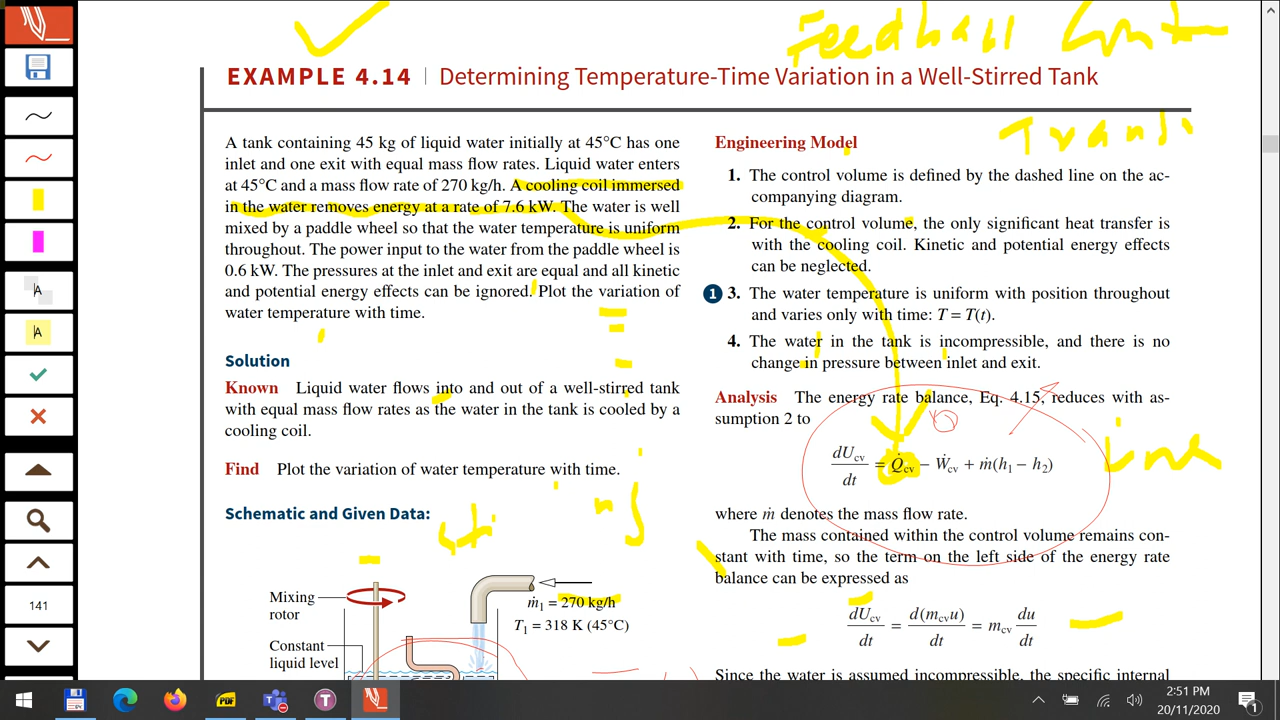 EXAMPLE 4.14 | Determining Temperature-Time Variation in a Well-Stirred Tank
A tank containing 45 kg of liquid water initially at 45°C has one
inlet and one exit with equal mass flow rates. Liquid water enters
at 45°C and a mass flow rate of 270 kg/h. A cooling coil immersed
in the water removes energy at a rate of 7.6 kW. The water is well
mixed by a paddle wheel so that the water temperature is uniform
throughout. The power input to the water from the paddle wheel is
0.6 kW. The pressures at the inlet and exit are equal and all kinetic
and potential energy effects can be ignored. Plot the variation of
water temperature with time.
Solution
Known Liquid water flows into and out of a well-stirred tank
with equal mass flow rates as the water in the tank is cooled by a
cooling coil.
Find Plot the variation of water temperature with time.
Schematic and Given Data:
Mixing
rotor
Constant
liquid level
ṁ1 = 270 kg/h
T1 = 318 K (45°C)
Engineering Model
1. The control volume is defined by the dashed line on the ac-
companying diagram.
2. For the control volume, the only significant heat transfer is
with the cooling coil. Kinetic and potential energy effects
can be neglected.
1 3. The water temperature is uniform with position throughout
and varies only with time: T = T(t).
4. The water in the tank is incompressible, and there is no
change in pressure between inlet and exit.
Analysis The energy rate balance, Eq. 4.15, reduces with as-
sumption 2 to
dUcv/dt = Q̇cv − Ẇcv + ṁ(h1 − h2)
where ṁ denotes the mass flow rate.
The mass contained within the control volume remains con-
stant with time, so the term on the left side of the energy rate
balance can be expressed as
dUcv/dt = d(mcvu)/dt = mcv du/dt
Since the water is assumed incompressible, the specific internal
141
2:51 PM
20/11/2020